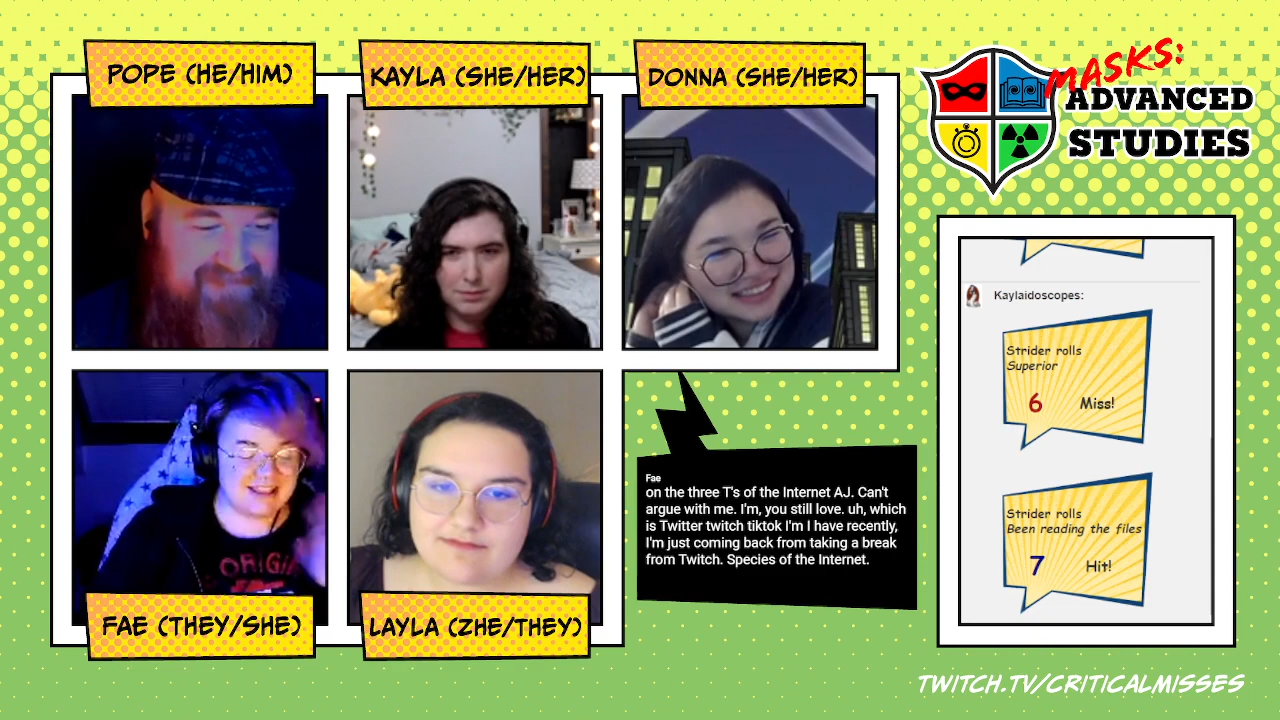 POPE (HE/HIM)
KAYLA (SHE/HER)
DONNA (SHE/HER)
MASKS:
ADVANCED
STUDIES
Kaylaidoscopes:
Strider rolls
Superior
6 Miss!
Strider rolls
Been reading the files
7 Hit!
ORIGI
FAE (THEY/SHE)
LAYLA (ZHE/THEY)
Fae
on the three T's of the Internet AJ. Can't
argue with me. I'm, you still love. uh, which
is Twitter twitch tiktok I'm I have recently,
I'm just coming back from taking a break
from Twitch. Species of the Internet.
TWITCH.TV/CRITICALMISSES